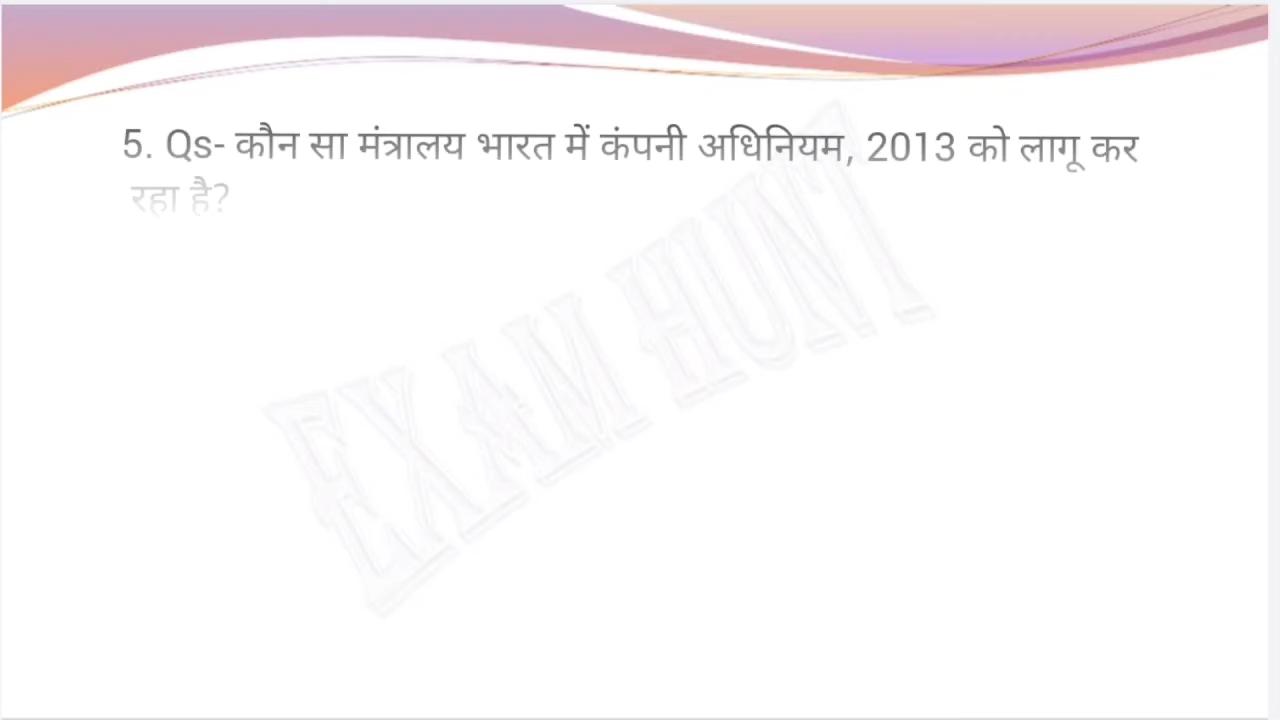 5. Qs- कौन सा मंत्रालय भारत में कंपनी अधिनियम, 2013 को लागू कर
रहा है?
EXAM HUNT